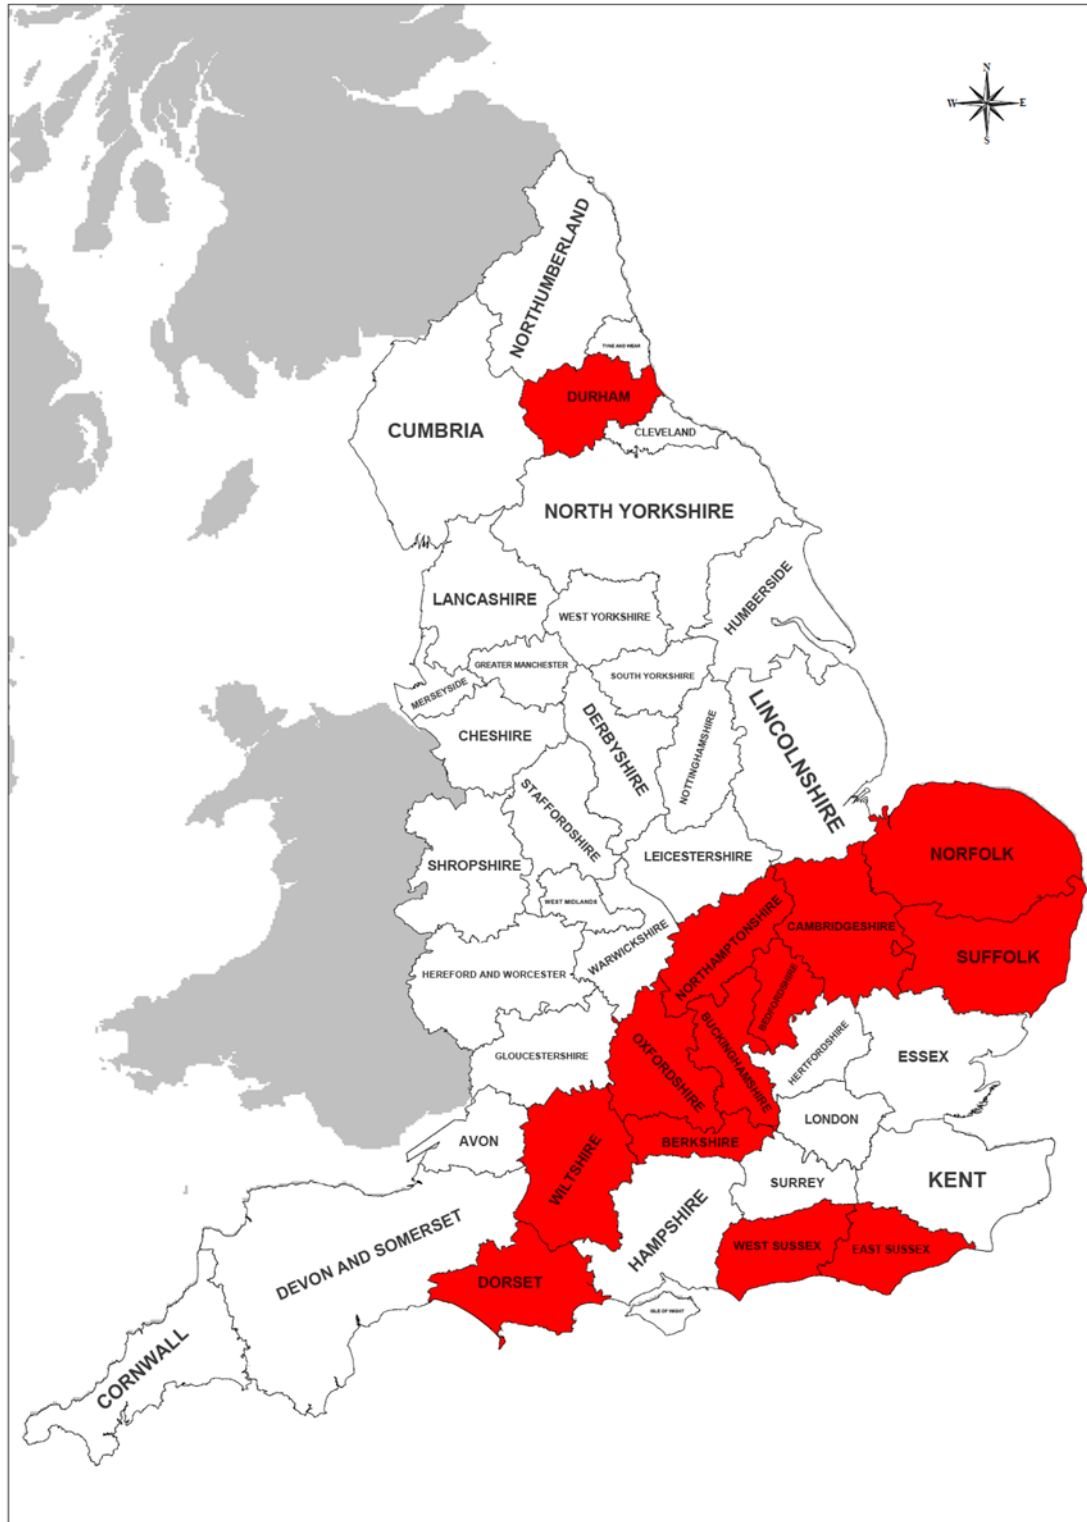 N
W E
S
NORTHUMBERLAND
TYNE AND WEAR
DURHAM
CUMBRIA
CLEVELAND
NORTH YORKSHIRE
LANCASHIRE
WEST YORKSHIRE
HUMBERSIDE
GREATER MANCHESTER
SOUTH YORKSHIRE
MERSEYSIDE
CHESHIRE
DERBYSHIRE
NOTTINGHAMSHIRE
LINCOLNSHIRE
STAFFORDSHIRE
SHROPSHIRE
LEICESTERSHIRE
NORFOLK
WEST MIDLANDS
WARWICKSHIRE
NORTHAMPTONSHIRE
CAMBRIDGESHIRE
SUFFOLK
HEREFORD AND WORCESTER
BEDFORDSHIRE
BUCKINGHAMSHIRE
OXFORDSHIRE
GLOUCESTERSHIRE
HERTFORDSHIRE
ESSEX
AVON
WILTSHIRE
BERKSHIRE
LONDON
SURREY
KENT
HAMPSHIRE
WEST SUSSEX
EAST SUSSEX
DEVON AND SOMERSET
DORSET
ISLE OF WIGHT
CORNWALL